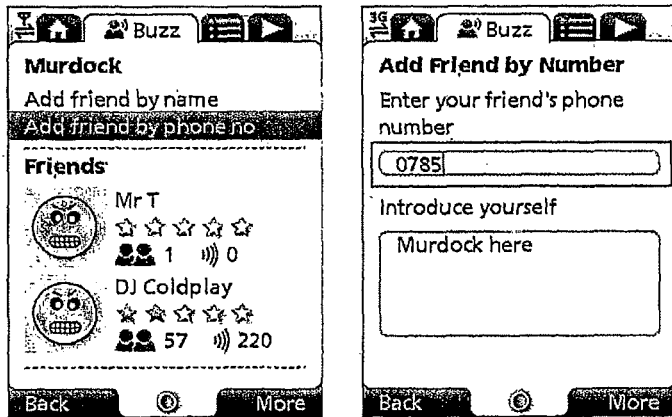 Buzz
Murdock
Add friend by name
Add friend by phone no
Friends
Mr T
1 0
DJ Coldplay
57 220
Back More
3G
Buzz
Add Friend by Number
Enter your friend's phone
number
0785
Introduce yourself
Murdock here
Back More